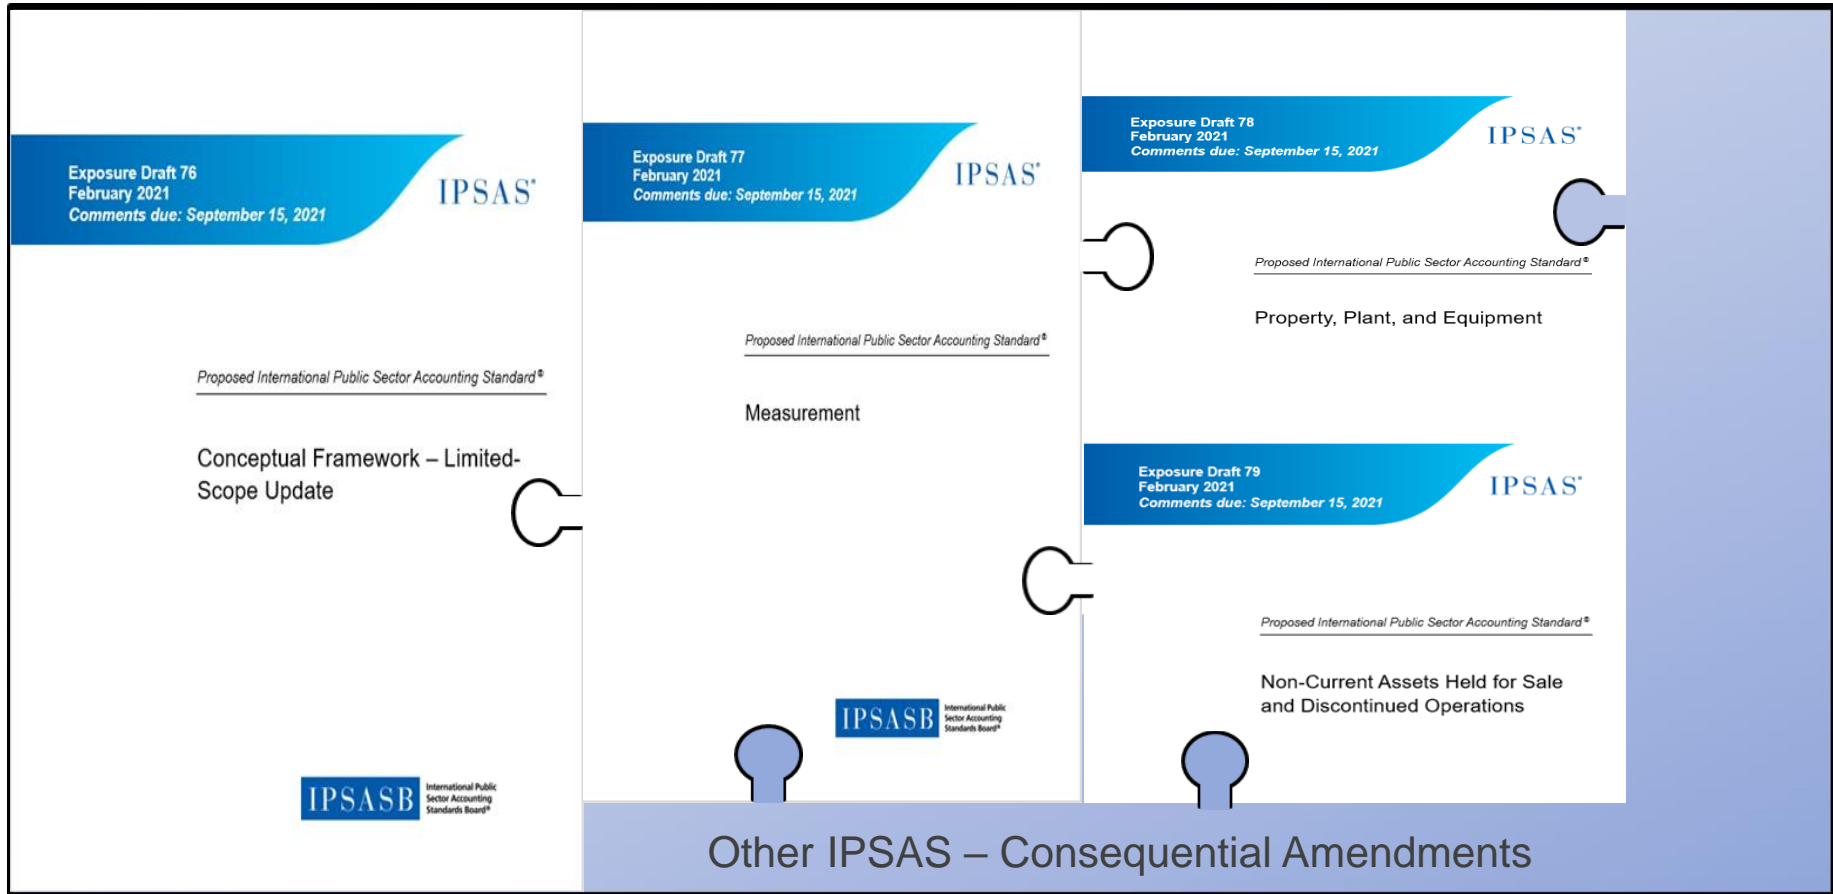 Exposure Draft 76
February 2021
Comments due: September 15, 2021
IPSAS®
Proposed International Public Sector Accounting Standard®
Conceptual Framework – Limited-
Scope Update
IPSASB
International Public
Sector Accounting
Standards Board®
Exposure Draft 77
February 2021
Comments due: September 15, 2021
IPSAS®
Proposed International Public Sector Accounting Standard®
Measurement
IPSASB
International Public
Sector Accounting
Standards Board®
Exposure Draft 78
February 2021
Comments due: September 15, 2021
IPSAS®
Proposed International Public Sector Accounting Standard®
Property, Plant, and Equipment
Exposure Draft 79
February 2021
Comments due: September 15, 2021
IPSAS®
Proposed International Public Sector Accounting Standard®
Non-Current Assets Held for Sale
and Discontinued Operations
Other IPSAS – Consequential Amendments